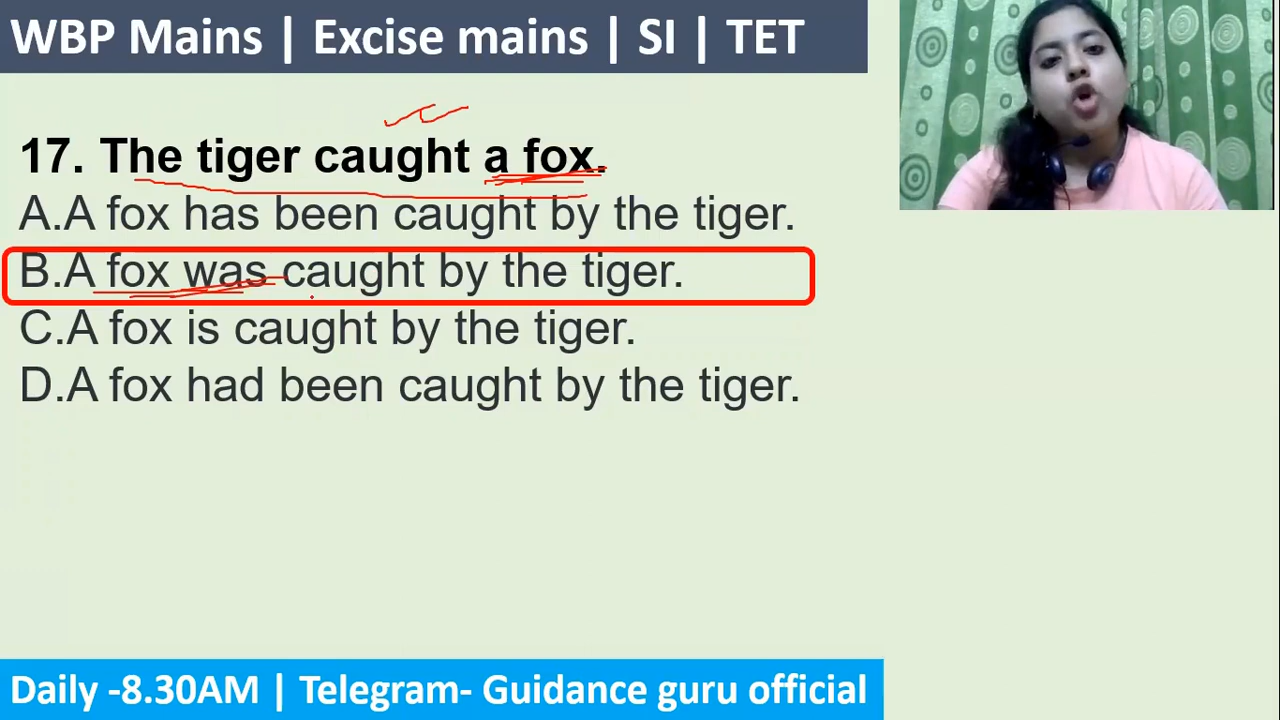 WBP Mains | Excise mains | SI | TET
17. The tiger caught a fox.
A.A fox has been caught by the tiger.
B.A fox was caught by the tiger.
C.A fox is caught by the tiger.
D.A fox had been caught by the tiger.
Daily -8.30AM | Telegram- Guidance guru official